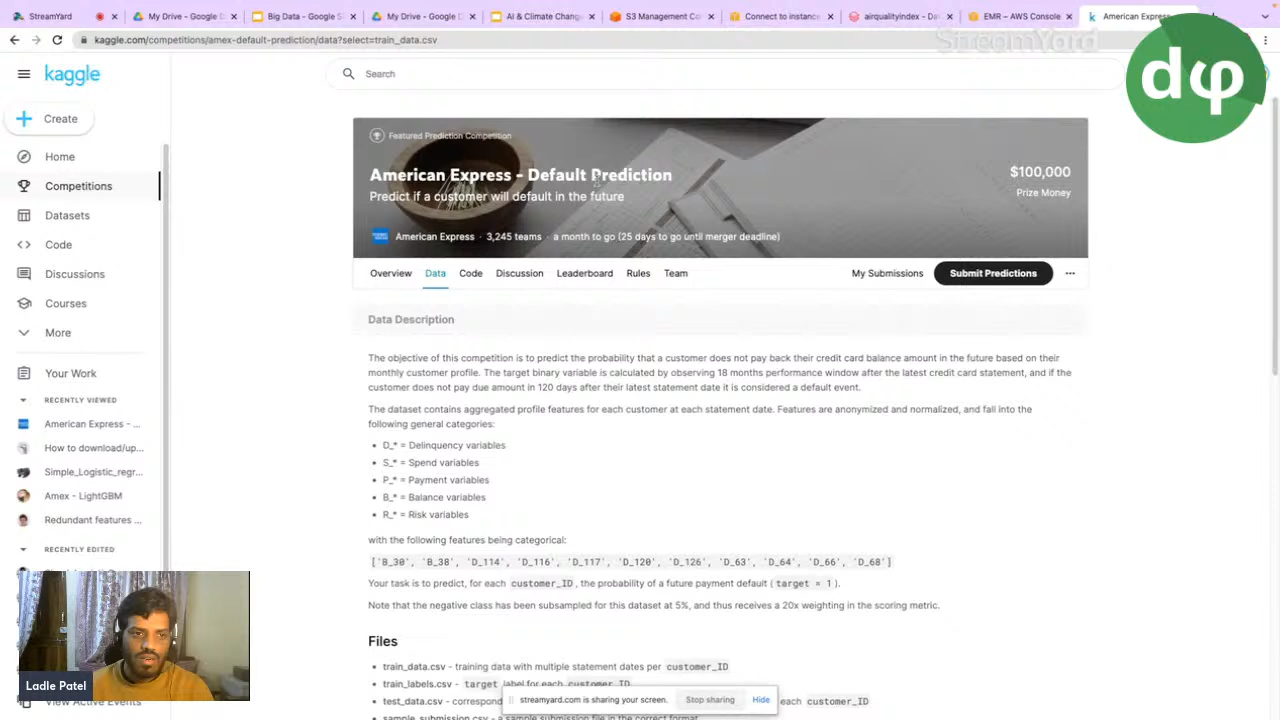 StreamYard
My Drive - Google D
Big Data - Google S
My Drive - Google D
AI & Climate Chang
S3 Management Co
Connect to instance
airqualityindex - Da
EMR – AWS Console
American Express
kaggle.com/competitions/amex-default-prediction/data?select=train_data.csv
StreamYard
dφ
kaggle
Search
Create
Home
Competitions
Datasets
Code
Discussions
Courses
More
Your Work
RECENTLY VIEWED
American Express - ...
How to download/up...
Simple_Logistic_regr...
Amex - LightGBM
Redundant features ...
RECENTLY EDITED
View Active Events
Ladle Patel
Featured Prediction Competition
American Express - Default Prediction
Predict if a customer will default in the future
$100,000
Prize Money
American Express · 3,245 teams · a month to go (25 days to go until merger deadline)
Overview Data Code Discussion Leaderboard Rules Team My Submissions Submit Predictions ...
Data Description
The objective of this competition is to predict the probability that a customer does not pay back their credit card balance amount in the future based on their
monthly customer profile. The target binary variable is calculated by observing 18 months performance window after the latest credit card statement, and if the
customer does not pay due amount in 120 days after their latest statement date it is considered a default event.
The dataset contains aggregated profile features for each customer at each statement date. Features are anonymized and normalized, and fall into the
following general categories:
• D_* = Delinquency variables
• S_* = Spend variables
• P_* = Payment variables
• B_* = Balance variables
• R_* = Risk variables
with the following features being categorical:
['B_30', 'B_38', 'D_114', 'D_116', 'D_117', 'D_120', 'D_126', 'D_63', 'D_64', 'D_66', 'D_68']
Your task is to predict, for each customer_ID, the probability of a future payment default (target = 1).
Note that the negative class has been subsampled for this dataset at 5%, and thus receives a 20x weighting in the scoring metric.
Files
• train_data.csv - training data with multiple statement dates per customer_ID
• train_labels.csv - target label for each customer_ID
• test_data.csv - correspond each customer_ID
sample_submission.csv - a sample submission file in the correct format
streamyard.com is sharing your screen.
Stop sharing
Hide